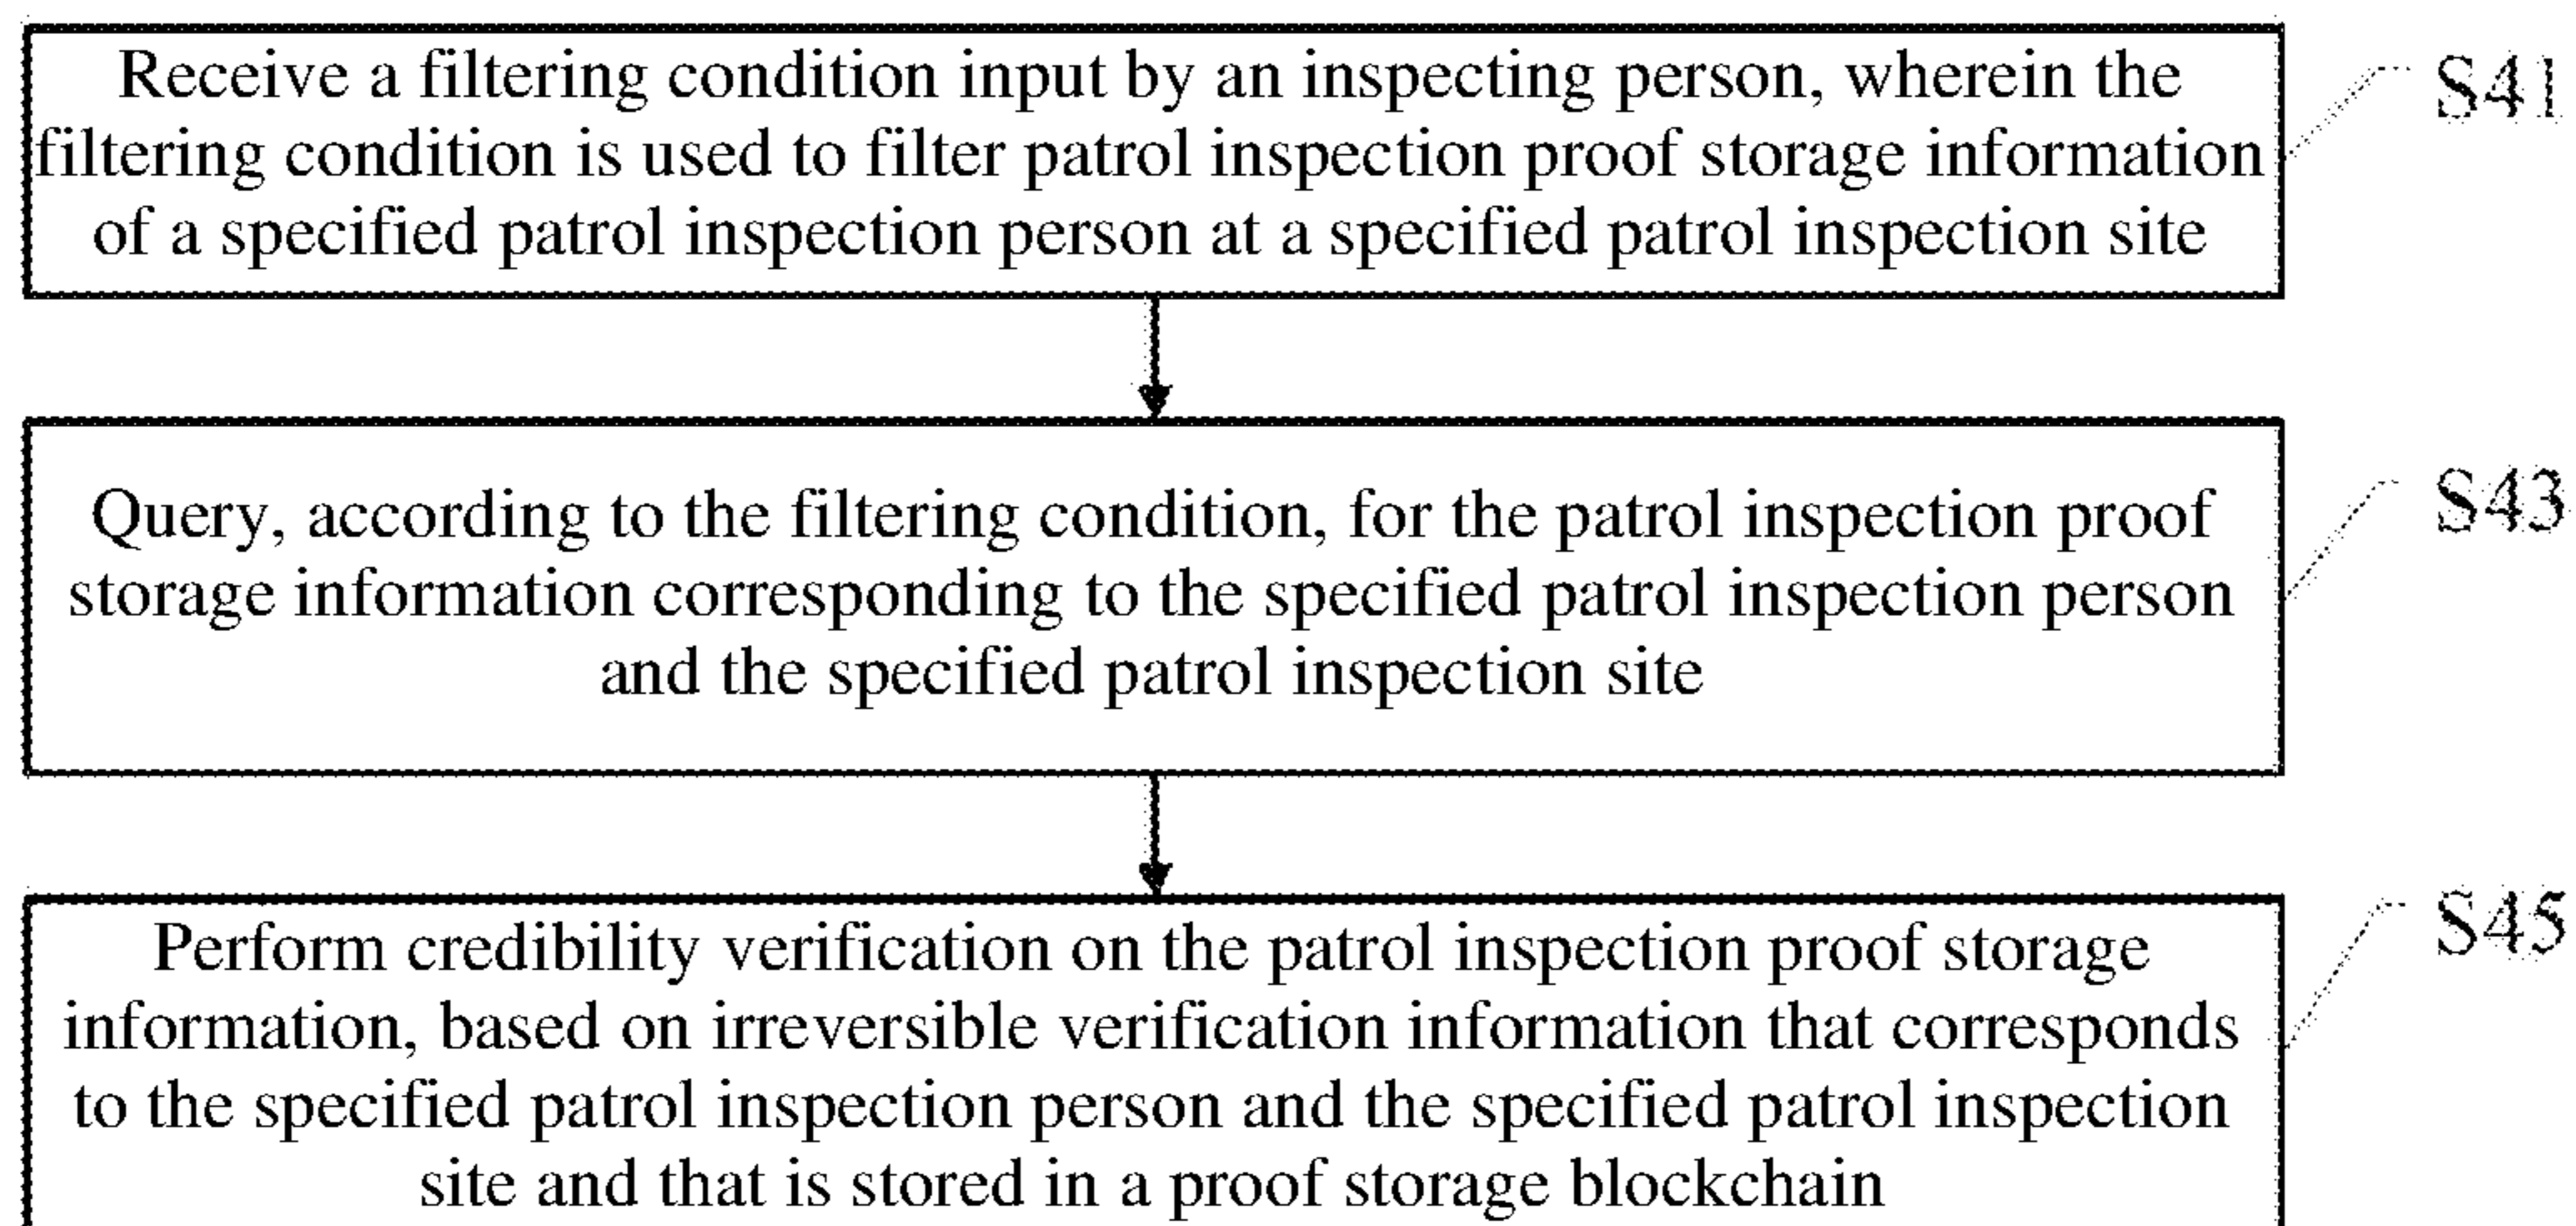 Receive a filtering condition input by an inspecting person, wherein the
filtering condition is used to filter patrol inspection proof storage information
of a specified patrol inspection person at a specified patrol inspection site
S41
Query, according to the filtering condition, for the patrol inspection proof
storage information corresponding to the specified patrol inspection person
and the specified patrol inspection site
S43
Perform credibility verification on the patrol inspection proof storage
information, based on irreversible verification information that corresponds
to the specified patrol inspection person and the specified patrol inspection
site and that is stored in a proof storage blockchain
S45